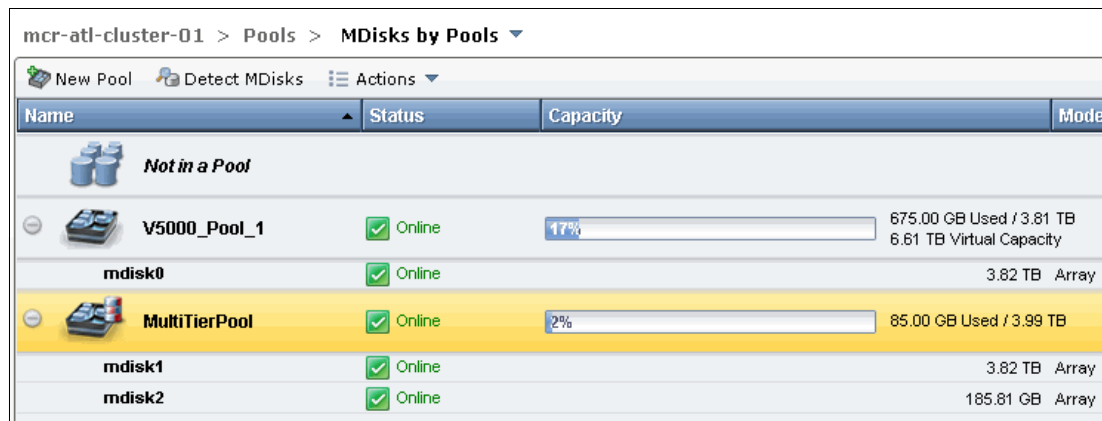 mcr-atl-cluster-01 > Pools > MDisks by Pools
New Pool Detect MDisks Actions
Name Status Capacity Mode
Not in a Pool
V5000_Pool_1 Online 17% 675.00 GB Used / 3.81 TB
6.61 TB Virtual Capacity
mdisk0 Online 3.82 TB Array
MultiTierPool Online 2% 85.00 GB Used / 3.99 TB
mdisk1 Online 3.82 TB Array
mdisk2 Online 185.81 GB Array